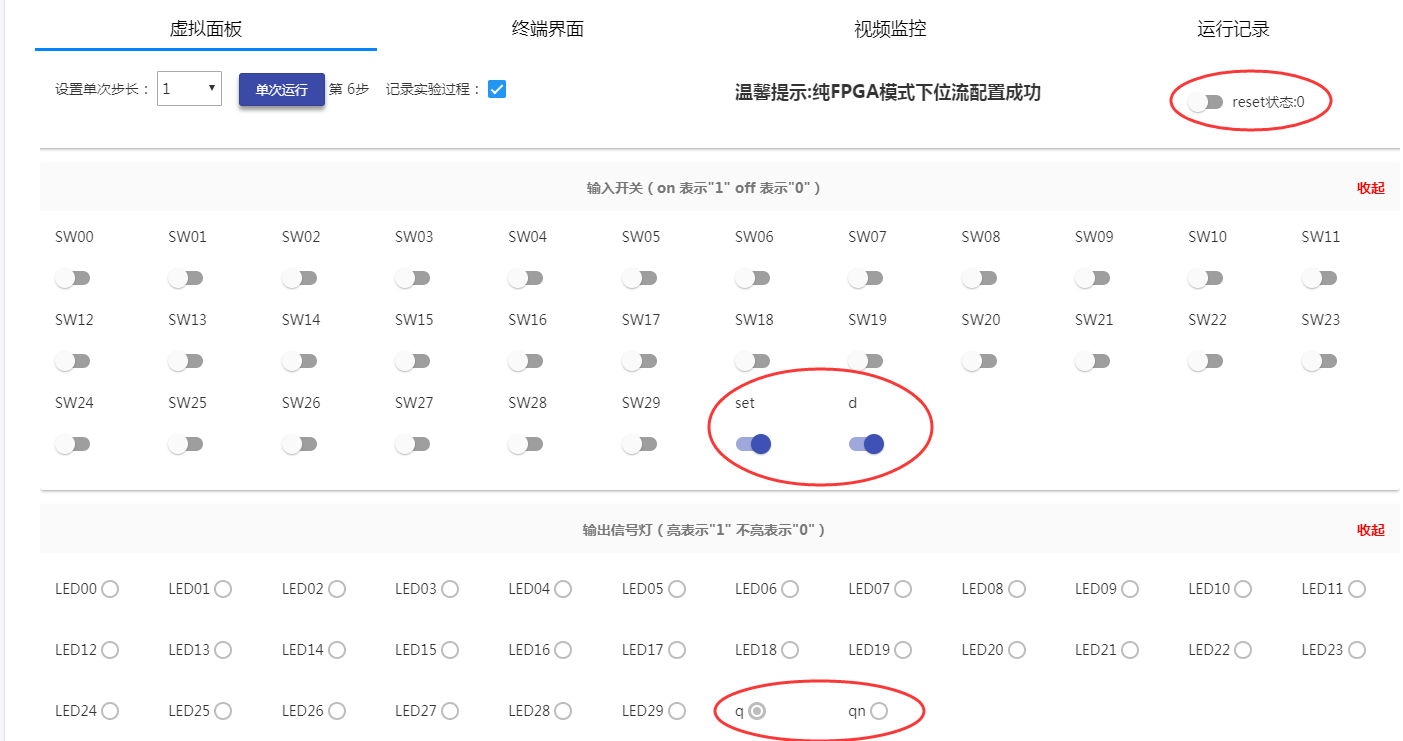 虚拟面板 终端界面 视频监控 运行记录
设置单次步长： 1 单次运行 第 6步 记录实验过程： 温馨提示:纯FPGA模式下位流配置成功 reset状态:0
输入开关 ( on 表示"1" off 表示"0" ) 收起
SW00 SW01 SW02 SW03 SW04 SW05 SW06 SW07 SW08 SW09 SW10 SW11
SW12 SW13 SW14 SW15 SW16 SW17 SW18 SW19 SW20 SW21 SW22 SW23
SW24 SW25 SW26 SW27 SW28 SW29 set d
输出信号灯 ( 亮表示"1" 不亮表示"0" ) 收起
LED00 LED01 LED02 LED03 LED04 LED05 LED06 LED07 LED08 LED09 LED10 LED11
LED12 LED13 LED14 LED15 LED16 LED17 LED18 LED19 LED20 LED21 LED22 LED23
LED24 LED25 LED26 LED27 LED28 LED29 q qn